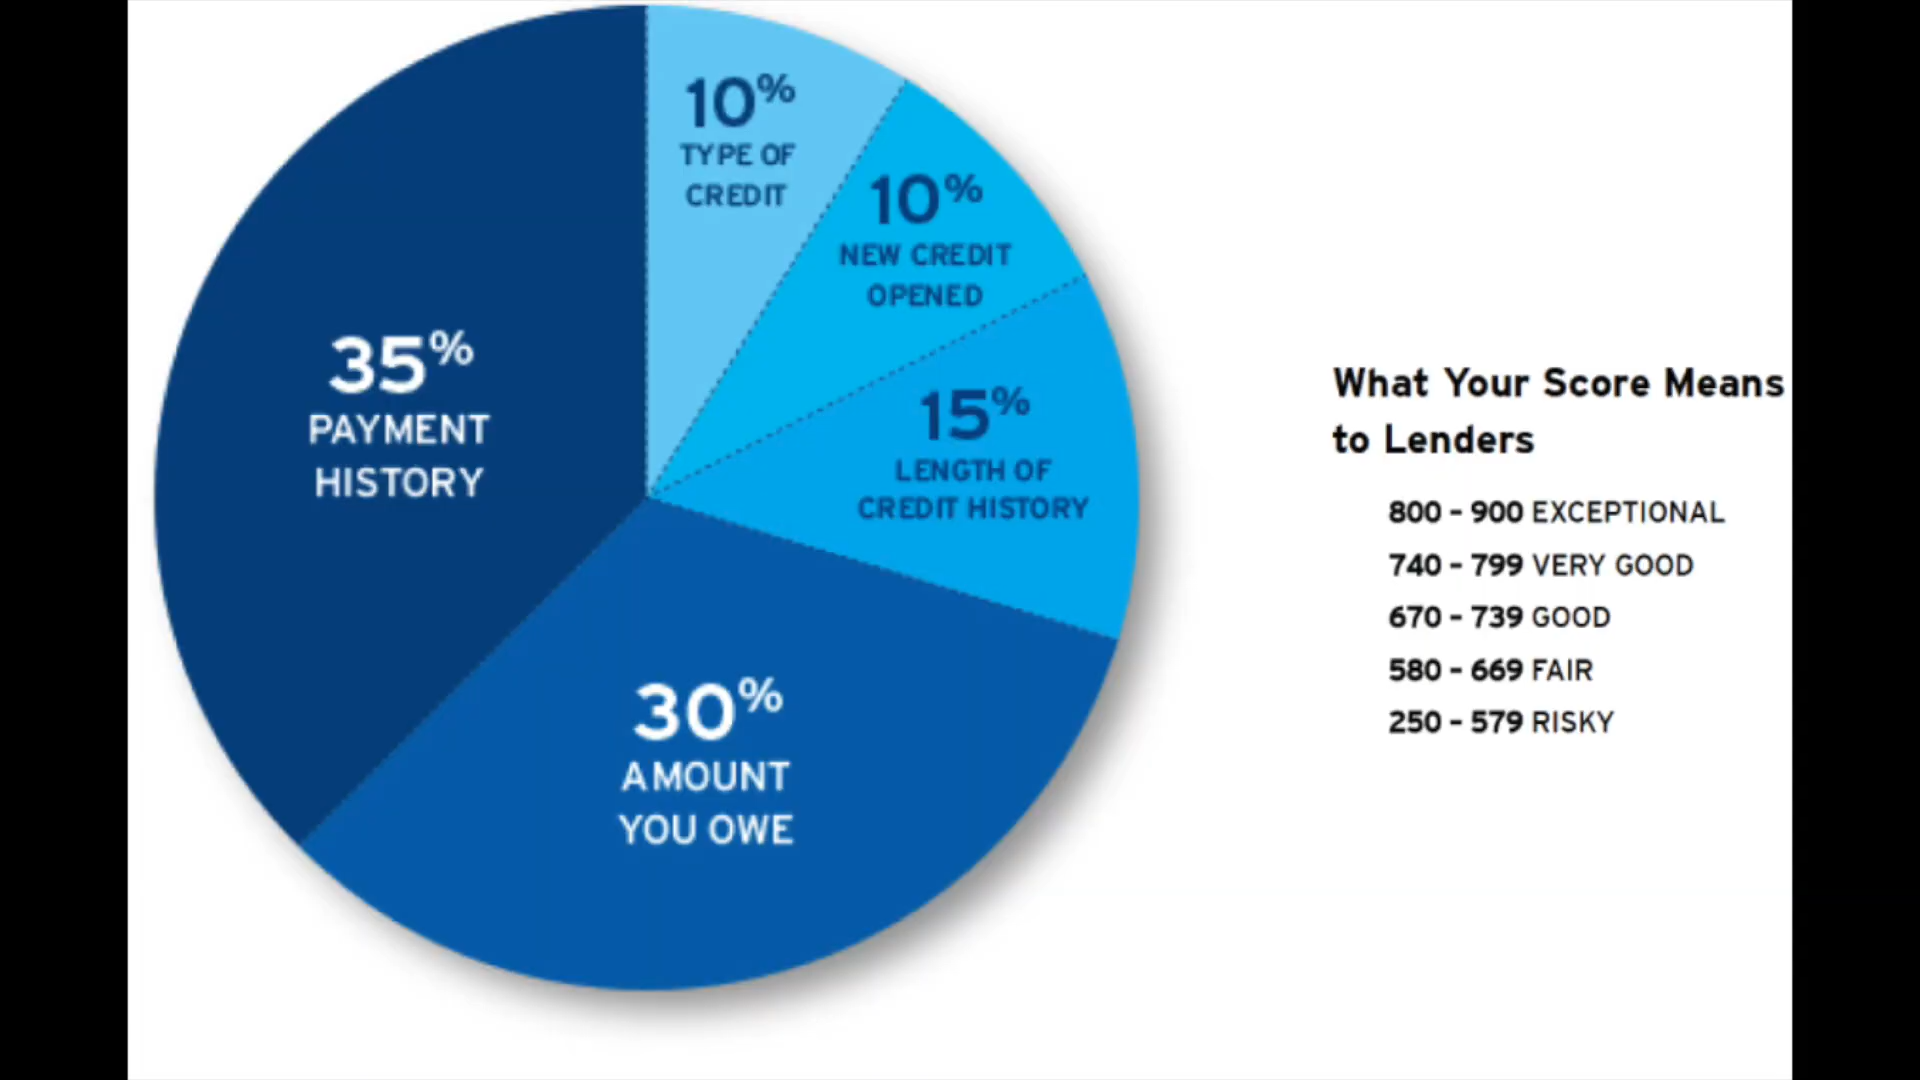 10%
TYPE OF
CREDIT
10%
NEW CREDIT
OPENED
35%
PAYMENT
HISTORY
15%
LENGTH OF
CREDIT HISTORY
30%
AMOUNT
YOU OWE
What Your Score Means
to Lenders
800 - 900 EXCEPTIONAL
740 - 799 VERY GOOD
670 - 739 GOOD
580 - 669 FAIR
250 - 579 RISKY